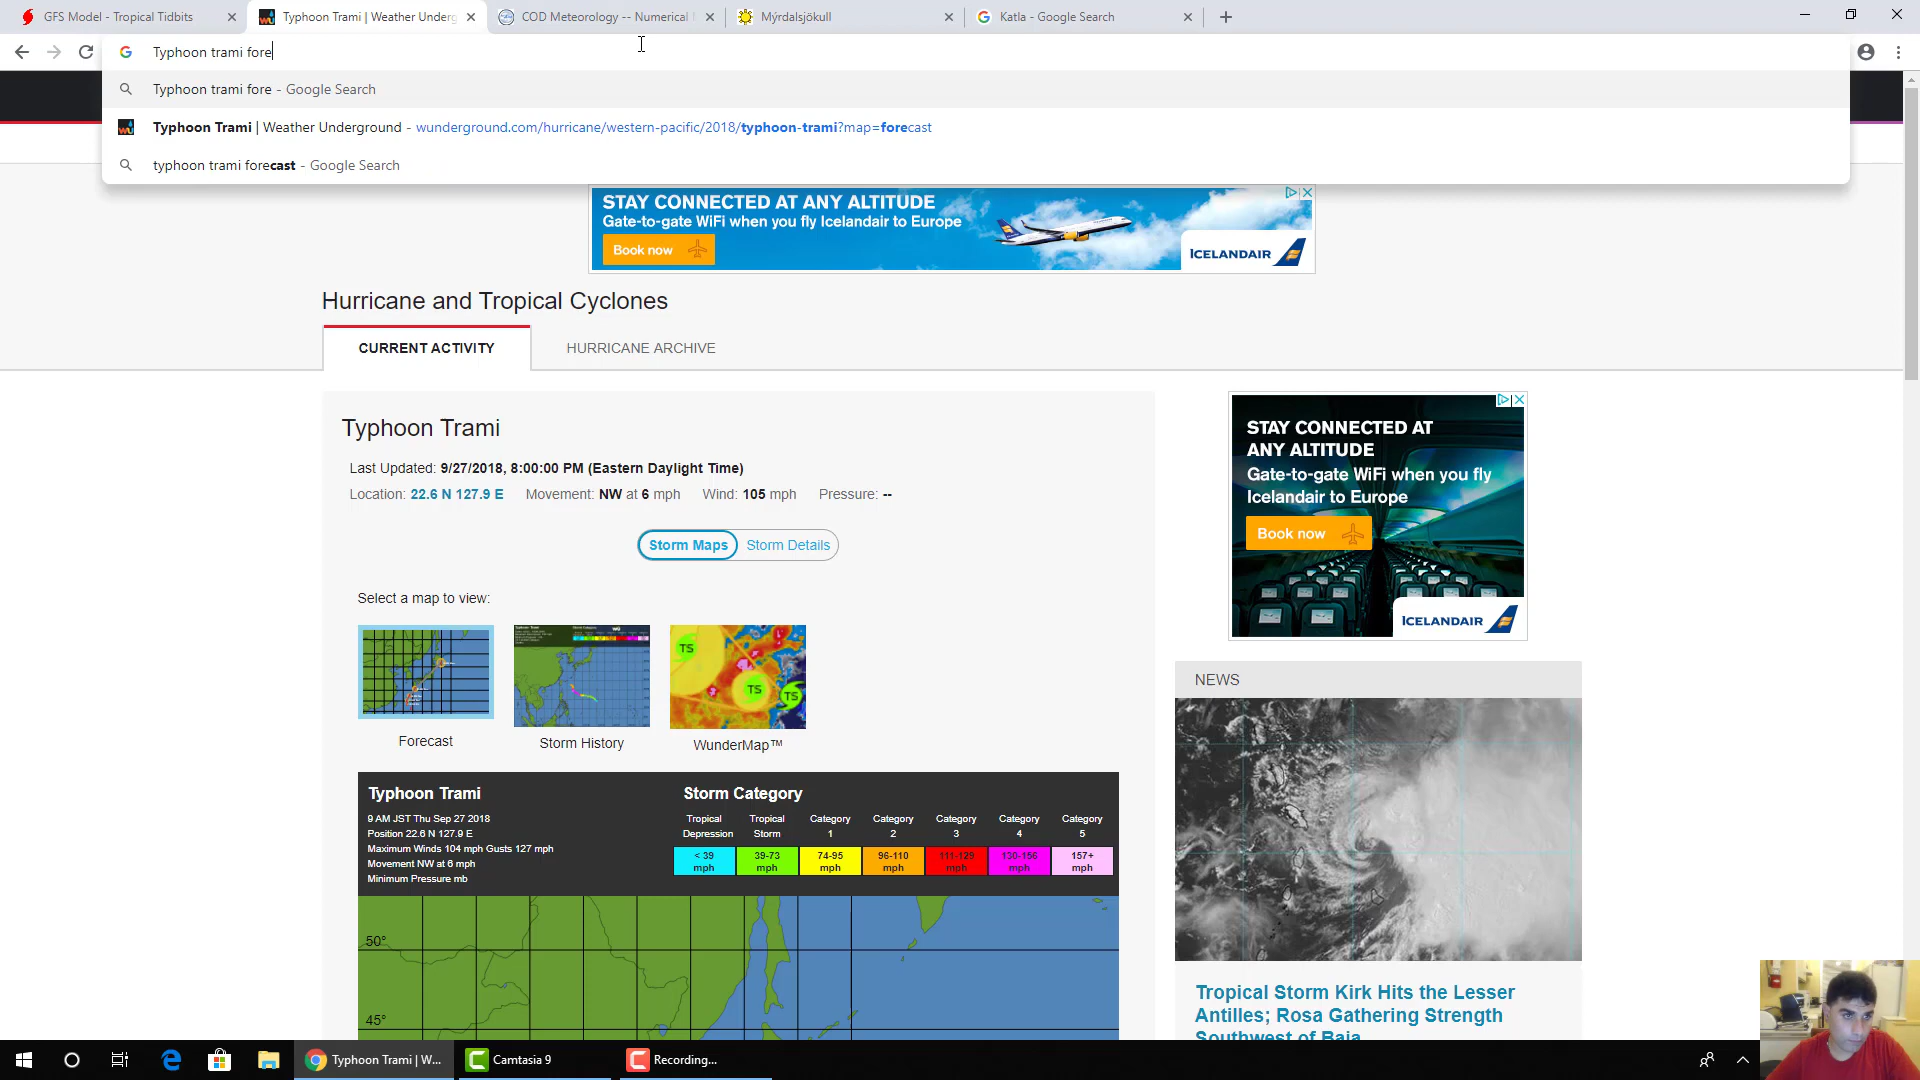 GFS Model - Tropical Tidbits
Typhoon Trami | Weather Underg
COD Meteorology -- Numerical
Mýrdalsjökull
Katla - Google Search
Typhoon trami fore
Typhoon trami fore - Google Search
Typhoon Trami | Weather Underground - wunderground.com/hurricane/western-pacific/2018/typhoon-trami?map=forecast
typhoon trami forecast - Google Search
STAY CONNECTED AT ANY ALTITUDE
Gate-to-gate WiFi when you fly Icelandair to Europe
Book now
ICELANDAIR
Hurricane and Tropical Cyclones
CURRENT ACTIVITY
HURRICANE ARCHIVE
Typhoon Trami
Last Updated: 9/27/2018, 8:00:00 PM (Eastern Daylight Time)
Location: 22.6 N 127.9 E Movement: NW at 6 mph Wind: 105 mph Pressure: --
Storm Maps
Storm Details
Select a map to view:
TS
TS
TS
Forecast
Storm History
WunderMap™
Typhoon Trami
9 AM JST Thu Sep 27 2018
Position 22.6 N 127.9 E
Maximum Winds 104 mph Gusts 127 mph
Movement NW at 6 mph
Minimum Pressure mb
Storm Category
Tropical Depression
Tropical Storm
Category 1
Category 2
Category 3
Category 4
Category 5
< 39 mph
39-73 mph
74-95 mph
96-110 mph
111-129 mph
130-156 mph
157+ mph
50°
45°
STAY CONNECTED AT
ANY ALTITUDE
Gate-to-gate WiFi when you fly
Icelandair to Europe
Book now
ICELANDAIR
NEWS
Tropical Storm Kirk Hits the Lesser
Antilles; Rosa Gathering Strength
Southwest of Baja
Typhoon Trami | W...
Camtasia 9
Recording...